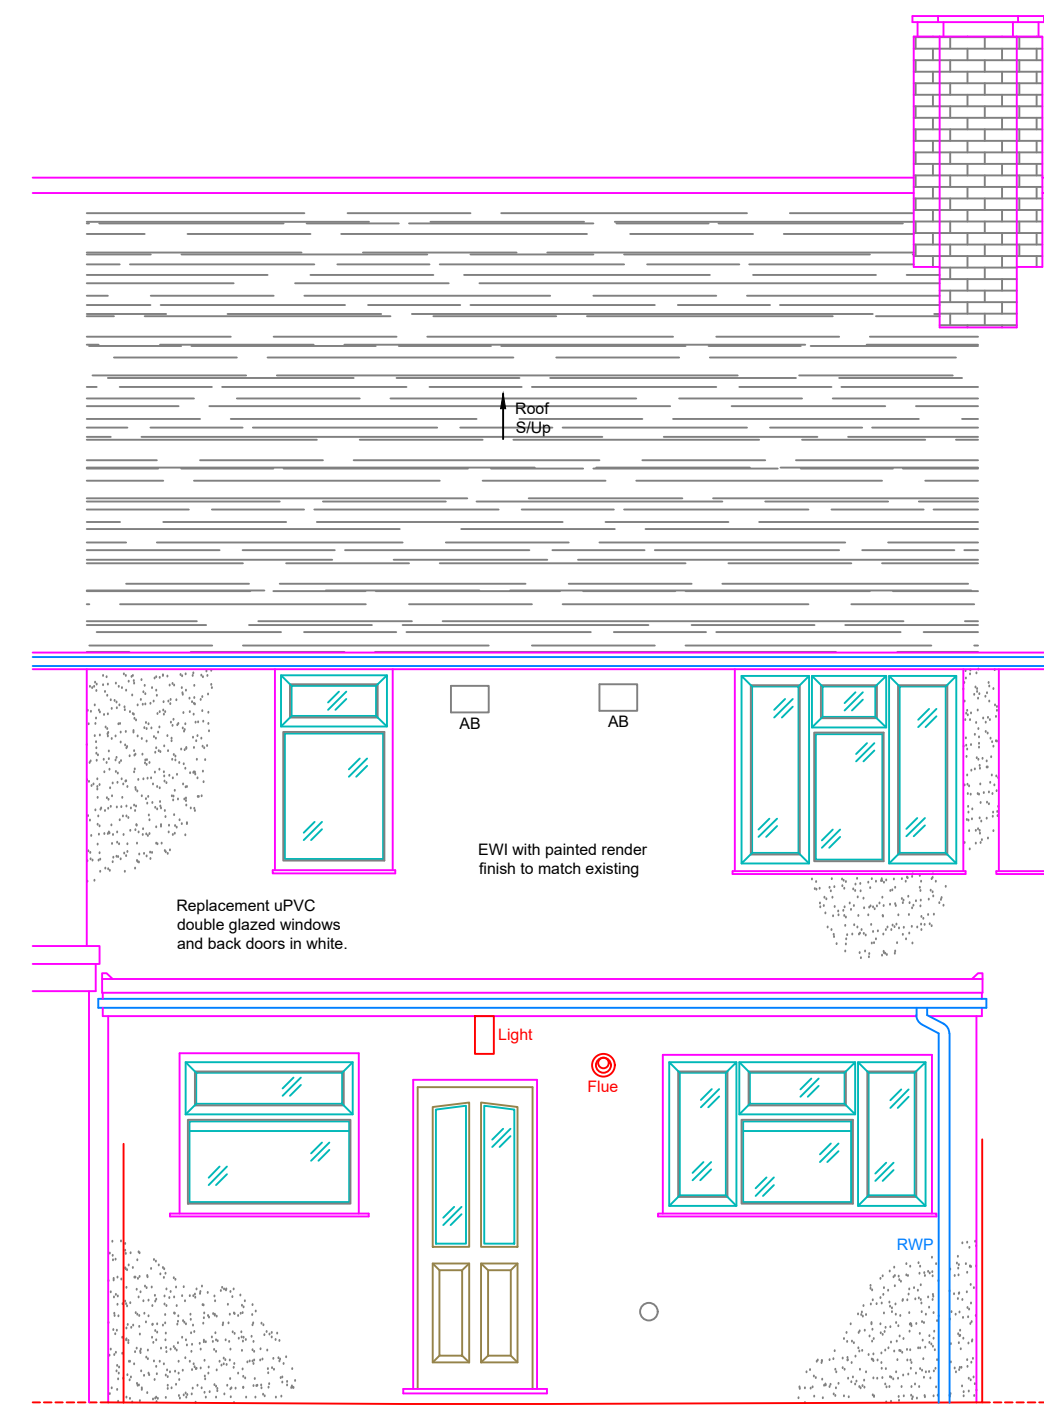 Roof
S/Up
AB
AB
EWI with painted render
finish to match existing
Replacement uPVC
double glazed windows
and back doors in white.
Light
Flue
RWP